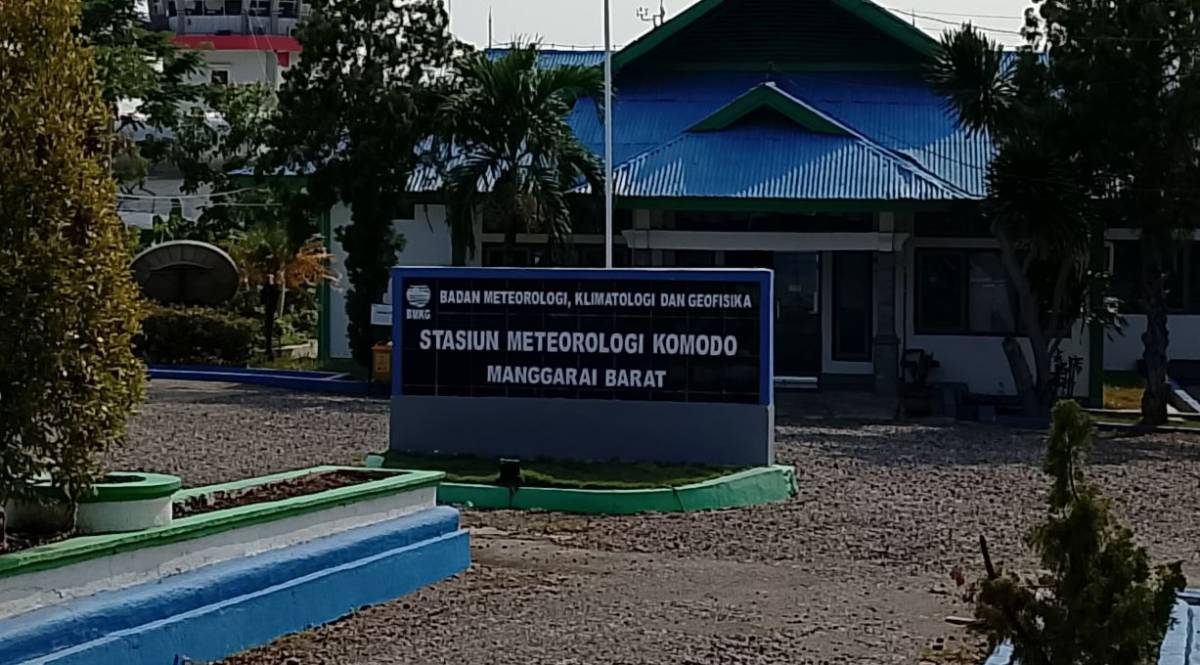 BMKG
BADAN METEOROLOGI, KLIMATOLOGI DAN GEOFISIKA
STASIUN METEOROLOGI KOMODO
MANGGARAI BARAT